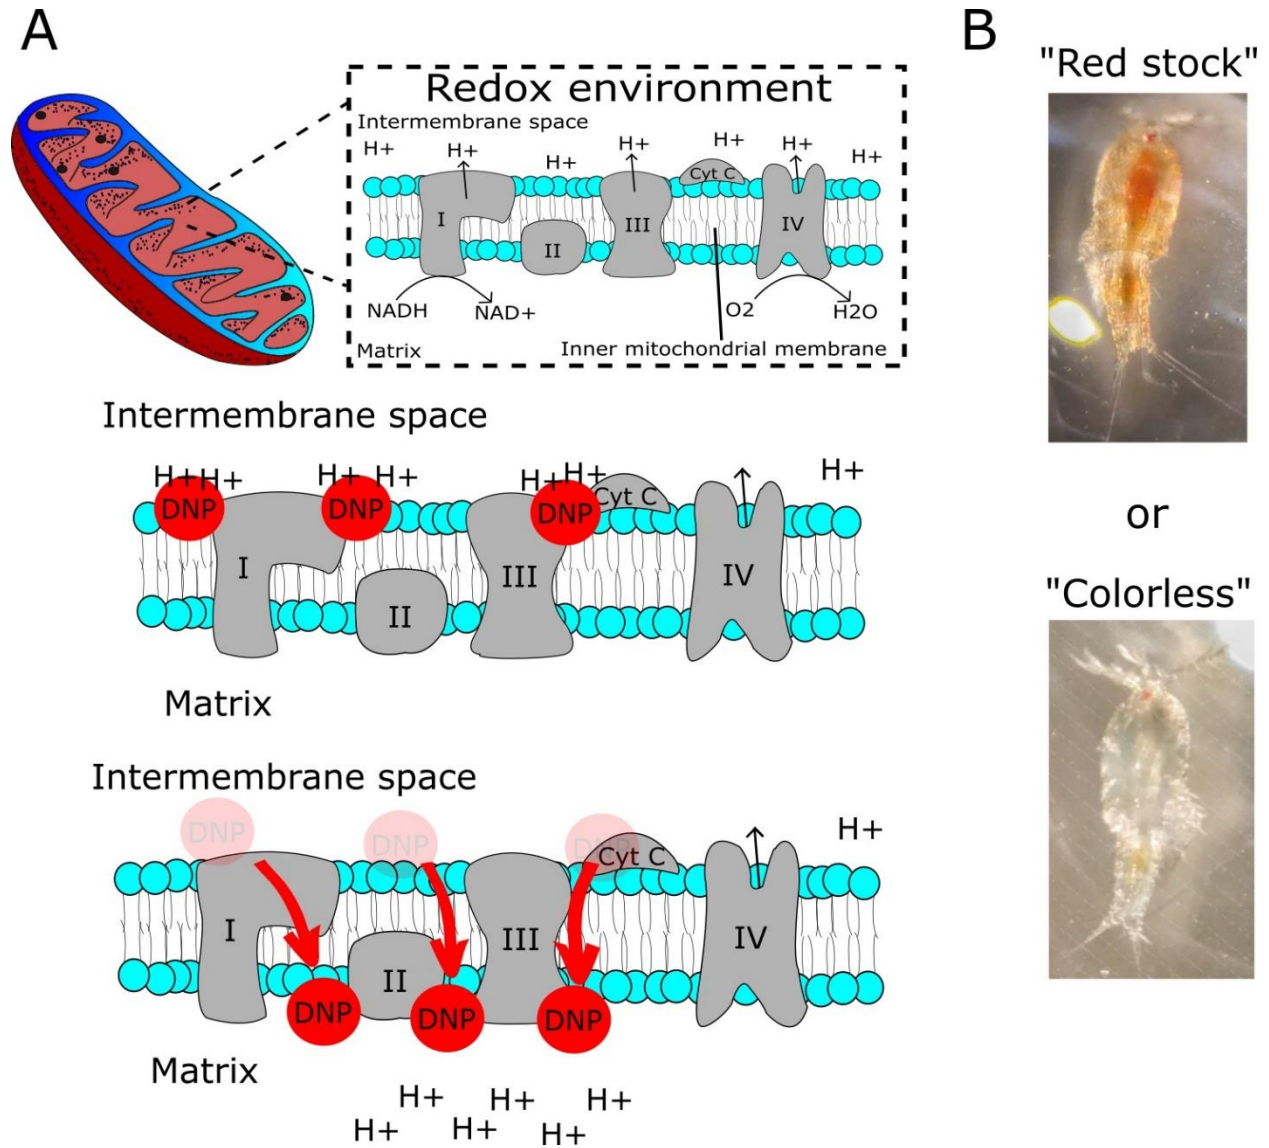 A
Redox environment
Intermembrane space
H+ H+ H+ H+ H+ H+ H+
Cyt C
I II III IV
NADH NAD+ O2 H2O
Matrix Inner mitochondrial membrane
Intermembrane space
H+ H+ H+ H+ H+ H+ H+
DNP DNP DNP Cyt C
I II III IV
Matrix
Intermembrane space
DNP DNP DNP Cyt C H+
I II III IV
DNP DNP DNP
Matrix
H+ H+ H+
H+ H+ H+
B
"Red stock"
or
"Colorless"